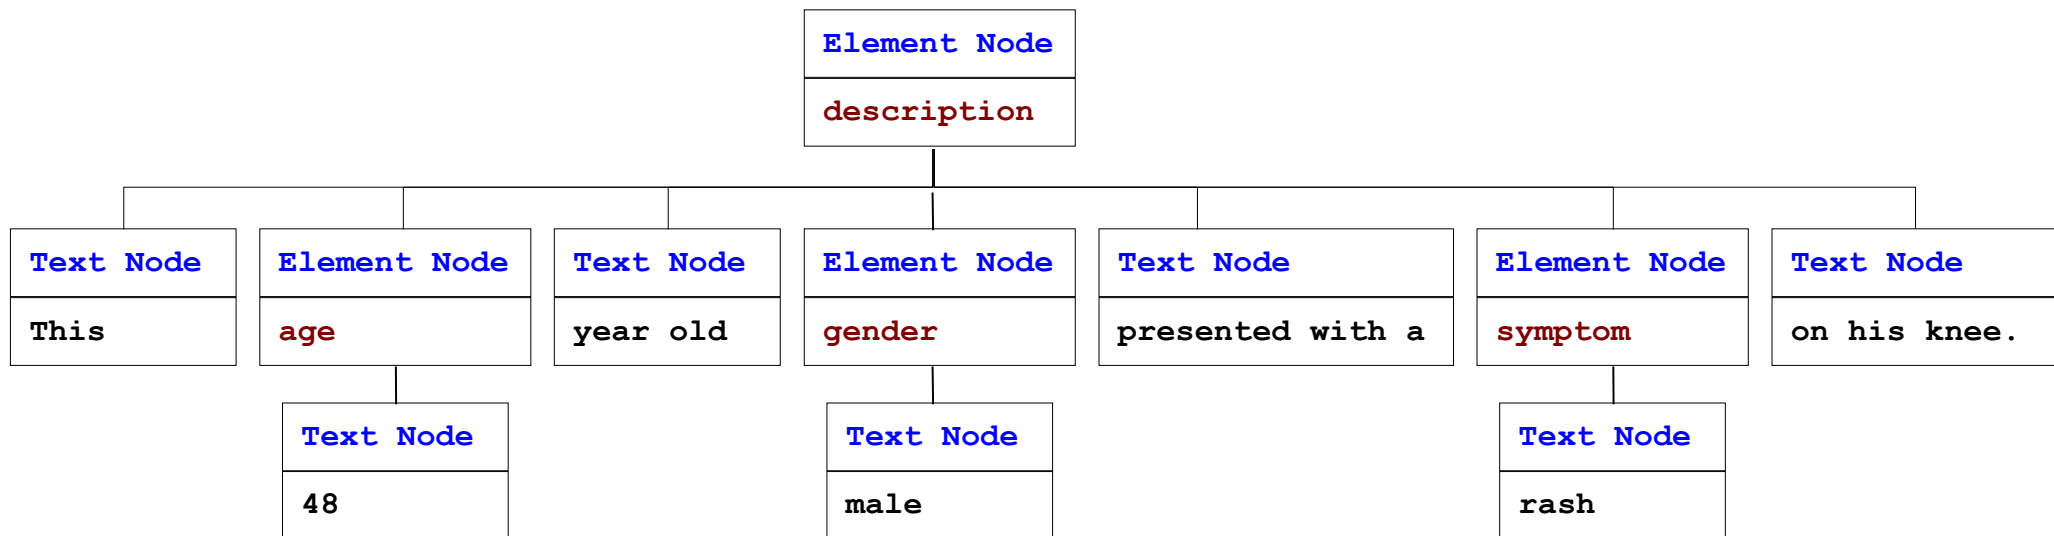 Element Node
description
Text Node
This
Element Node
age
Text Node
year old
Element Node
gender
Text Node
presented with a
Element Node
symptom
Text Node
on his knee.
Text Node
48
Text Node
male
Text Node
rash